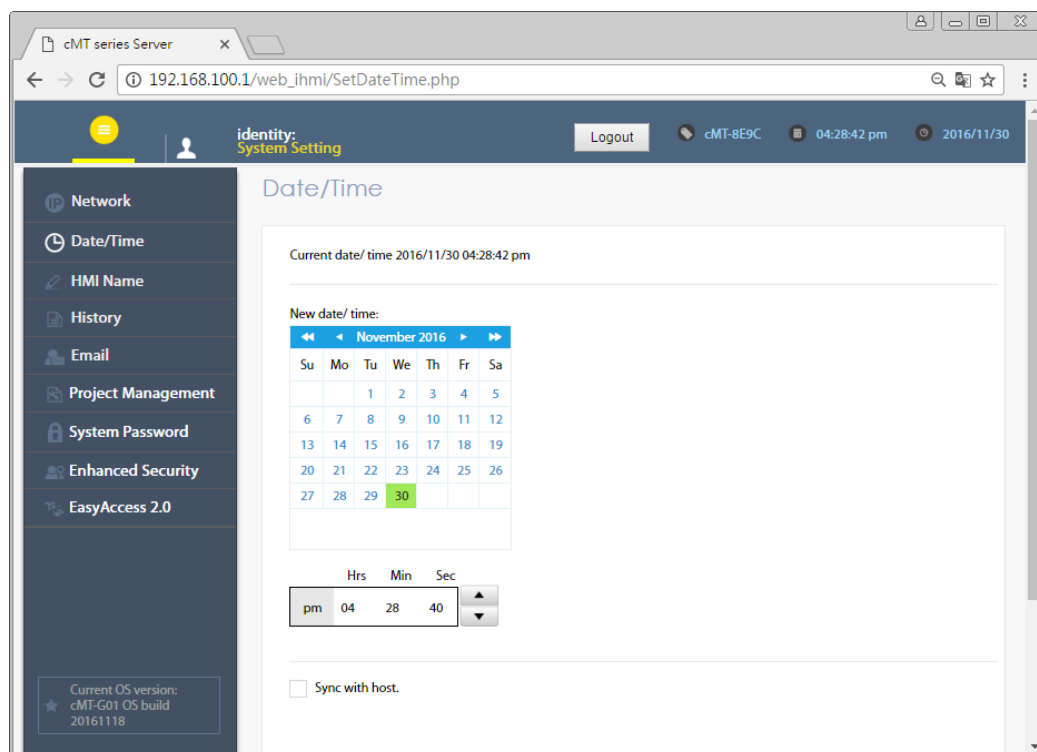 cMT series Server
192.168.100.1/web_ihmi/SetDateTime.php
identity:
System Setting
Logout
cMT-8E9C
04:28:42 pm
2016/11/30
IP
Network
Date/Time
HMI Name
History
Email
Project Management
System Password
Enhanced Security
EasyAccess 2.0
Current OS version:
cMT-G01 OS build
20161118
Date/Time
Current date/ time 2016/11/30 04:28:42 pm
New date/ time:
November 2016
Su Mo Tu We Th Fr Sa
1 2 3 4 5
6 7 8 9 10 11 12
13 14 15 16 17 18 19
20 21 22 23 24 25 26
27 28 29 30
Hrs Min Sec
pm 04 28 40
Sync with host.